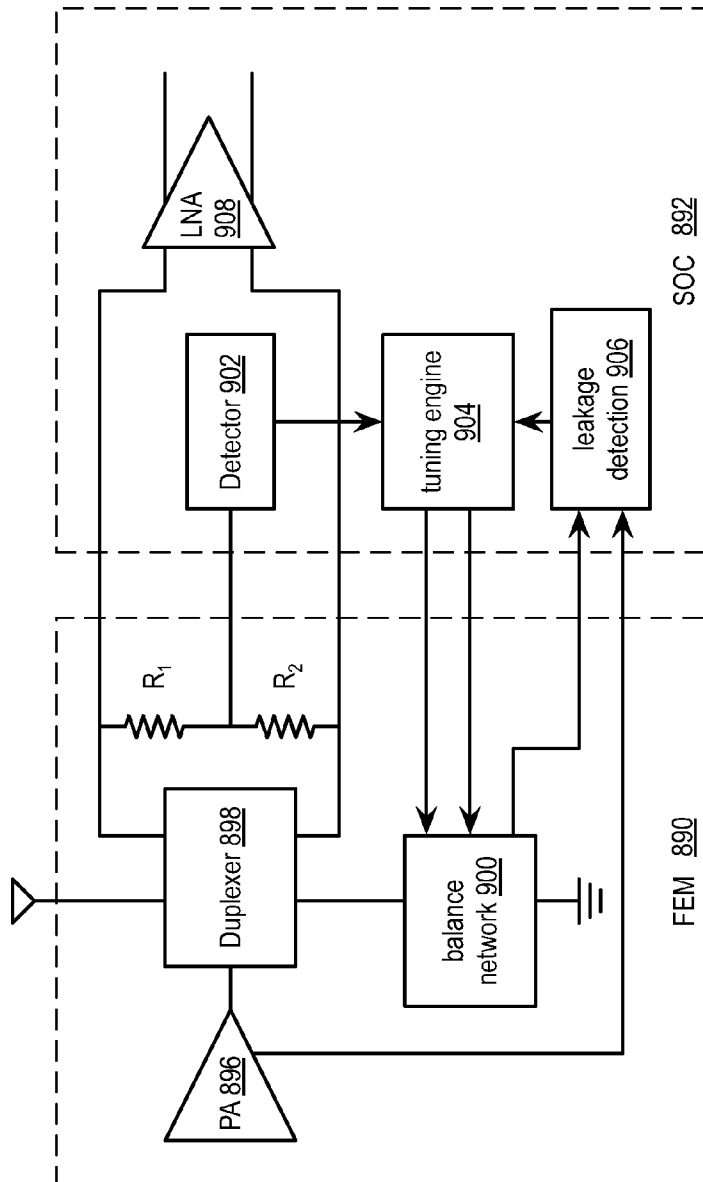 PA 896
Duplexer 898
R1
R2
balance
network 900
FEM 890
Detector 902
LNA
908
tuning engine
904
leakage
detection 906
SOC 892